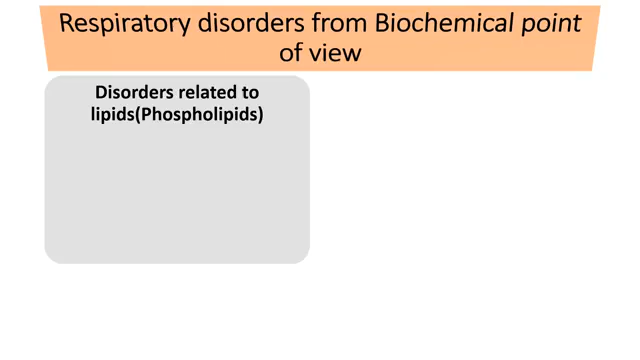 Respiratory disorders from Biochemical point
of view
Disorders related to
lipids(Phospholipids)